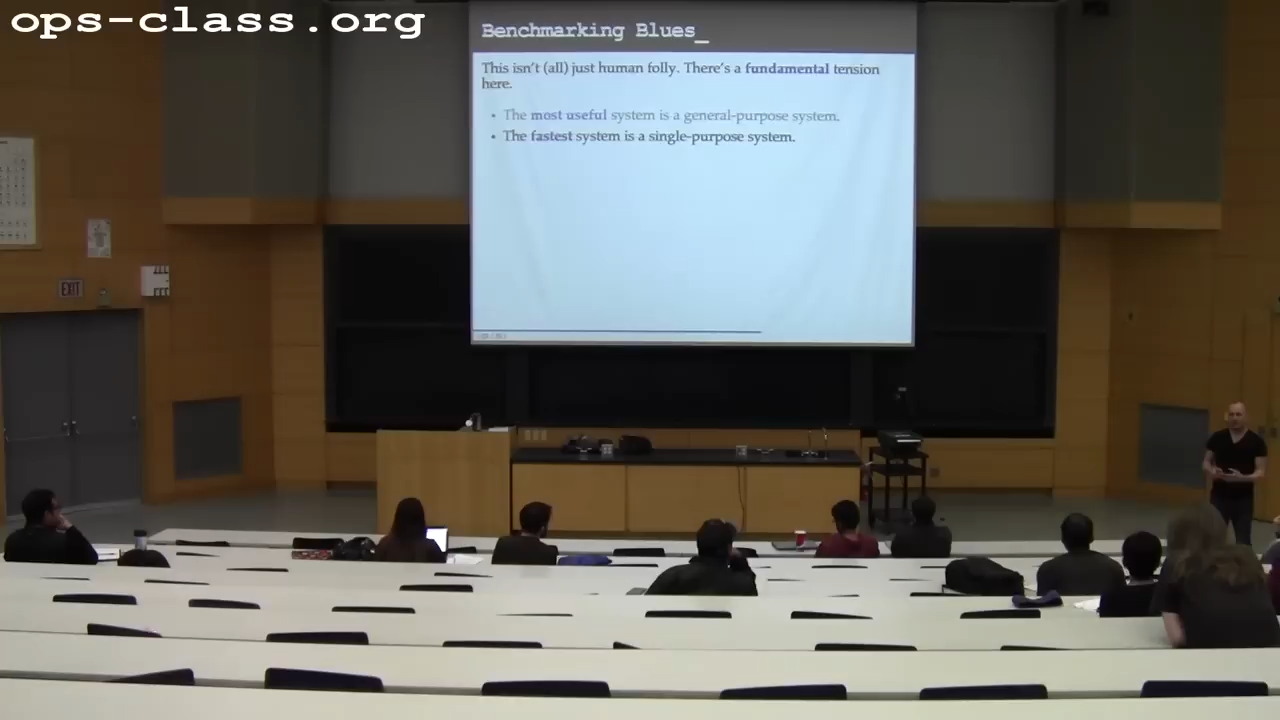 ops-class.org
Benchmarking Blues_
This isn't (all) just human folly. There's a fundamental tension
here.
• The most useful system is a general-purpose system.
• The fastest system is a single-purpose system.
EXIT